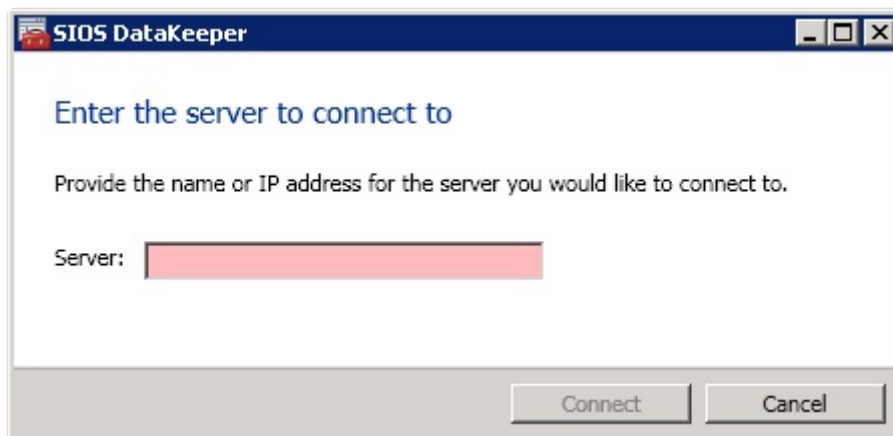 SIOS DataKeeper
Enter the server to connect to
Provide the name or IP address for the server you would like to connect to.
Server:
Connect Cancel